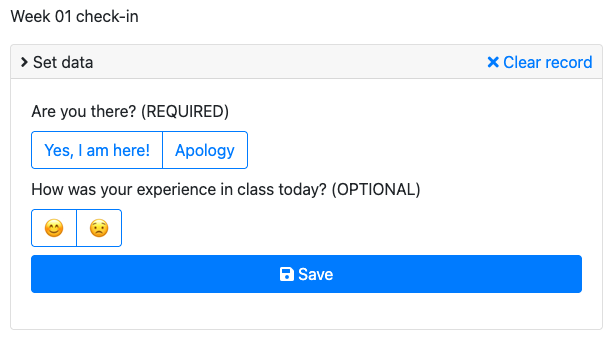 Week 01 check-in
Set data
Clear record
Are you there? (REQUIRED)
Yes, I am here!
Apology
How was your experience in class today? (OPTIONAL)
Save